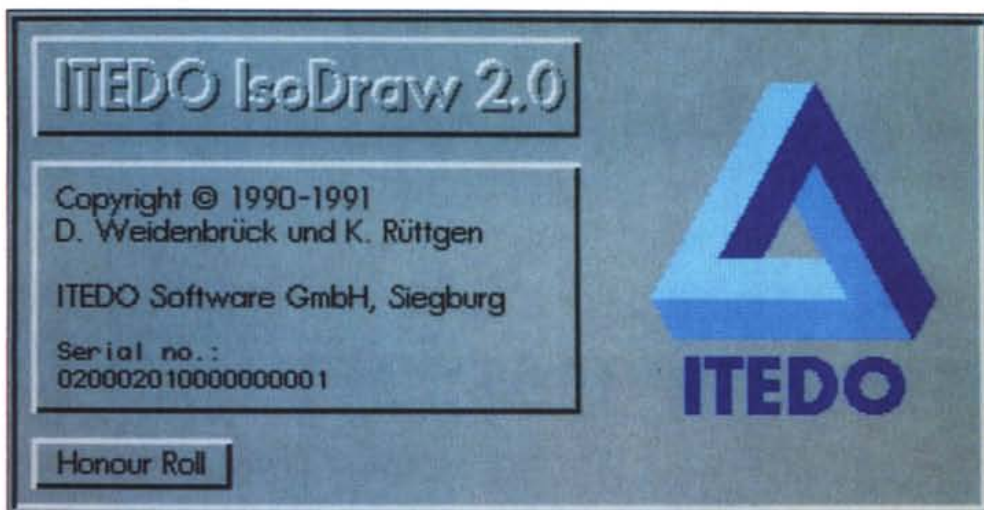 ITEDO IsoDraw 2.0
Copyright © 1990-1991
D. Weidenbrück und K. Rüttgen
ITEDO Software GmbH, Siegburg
Serial no.:
020002010000000001
Honour Roll
ITEDO